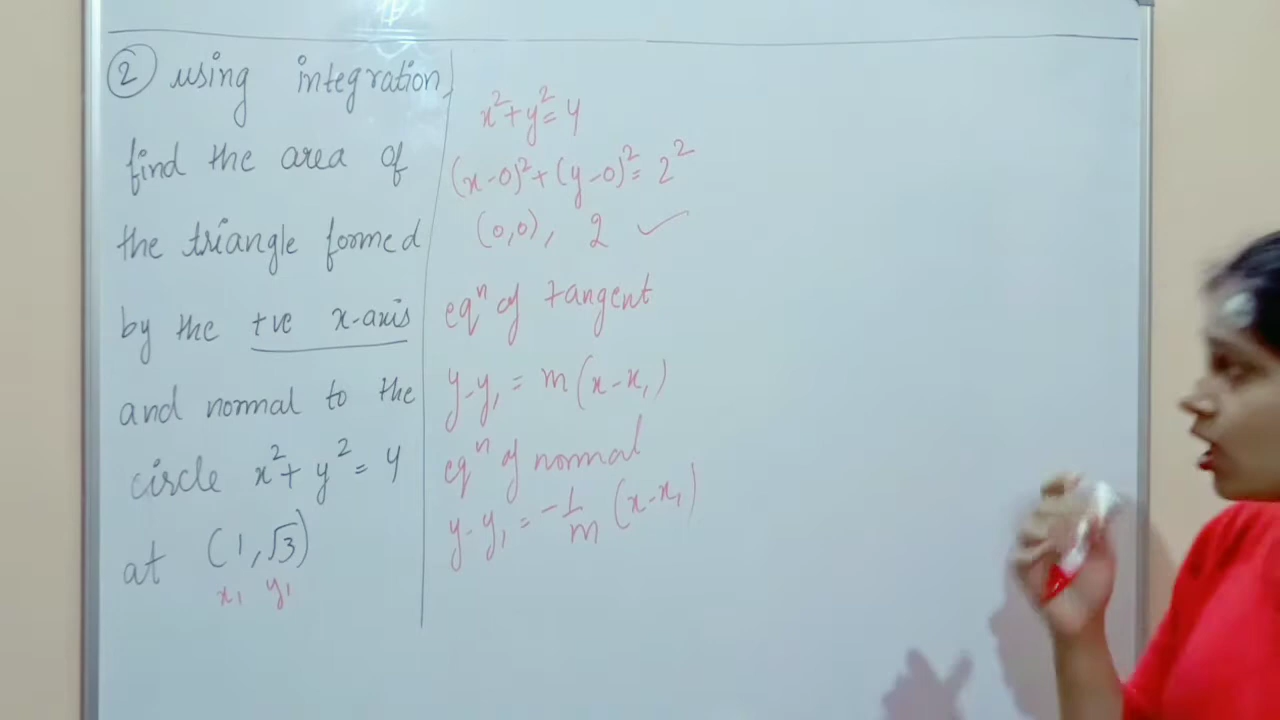 ② using integration,
find the area of
the triangle formed
by the +ve x-axis
and normal to the
circle x² + y² = 4
at (1, √3)
x₁ y₁
x² + y² = 4
(x-0)² + (y-0)² = 2²
(0,0), 2 ✓
eqⁿ of tangent
y-y₁ = m(x-x₁)
eqⁿ of normal
y-y₁ = -1/m (x-x₁)